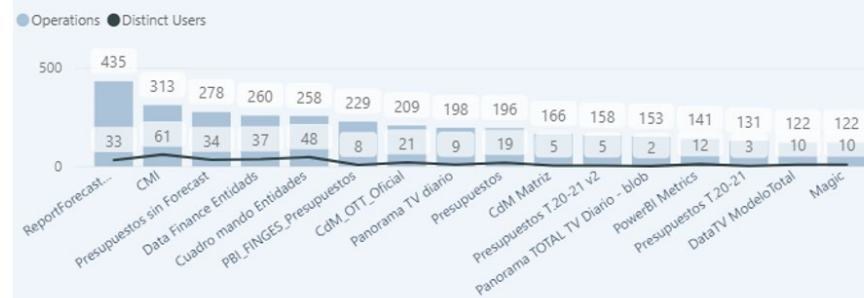 Operations Distinct Users
500
435 313 278 260 258 229 209 198 196 166 158 153 141 131 122 122
33 61 34 37 48 8 21 9 19 5 5 2 12 3 10 10
0
ReportForecast...
CMI
Presupuestos sin Forecast
Data Finance Entidads
Cuadro mando Entidades
PBI_FINGES_Presupuestos
CdM_OTT_Oficial
Panorama TV diario
Presupuestos
CdM Matriz
Presupuestos T.20-21 v2
Panorama TOTAL TV Diario - blob
PowerBI Metrics
Presupuestos T.20-21
DataTV ModeloTotal
Magic